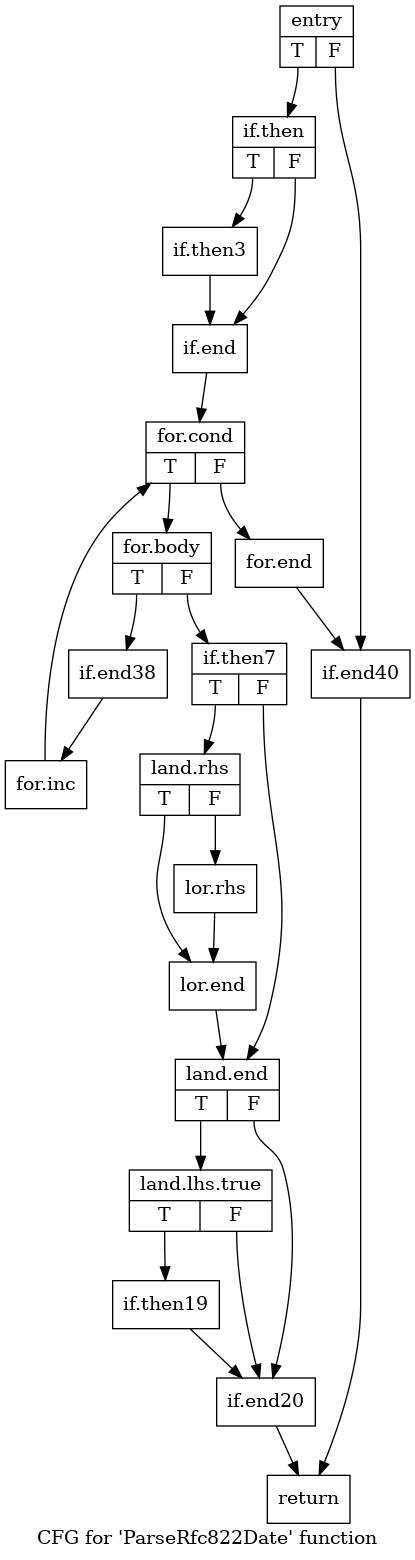 entry
T F
if.then
T F
if.then3
if.end
for.cond
T F
for.body
T F
for.end
if.end38
if.then7
T F
if.end40
for.inc
land.rhs
T F
lor.rhs
lor.end
land.end
T F
land.lhs.true
T F
if.then19
if.end20
return
CFG for 'ParseRfc822Date' function